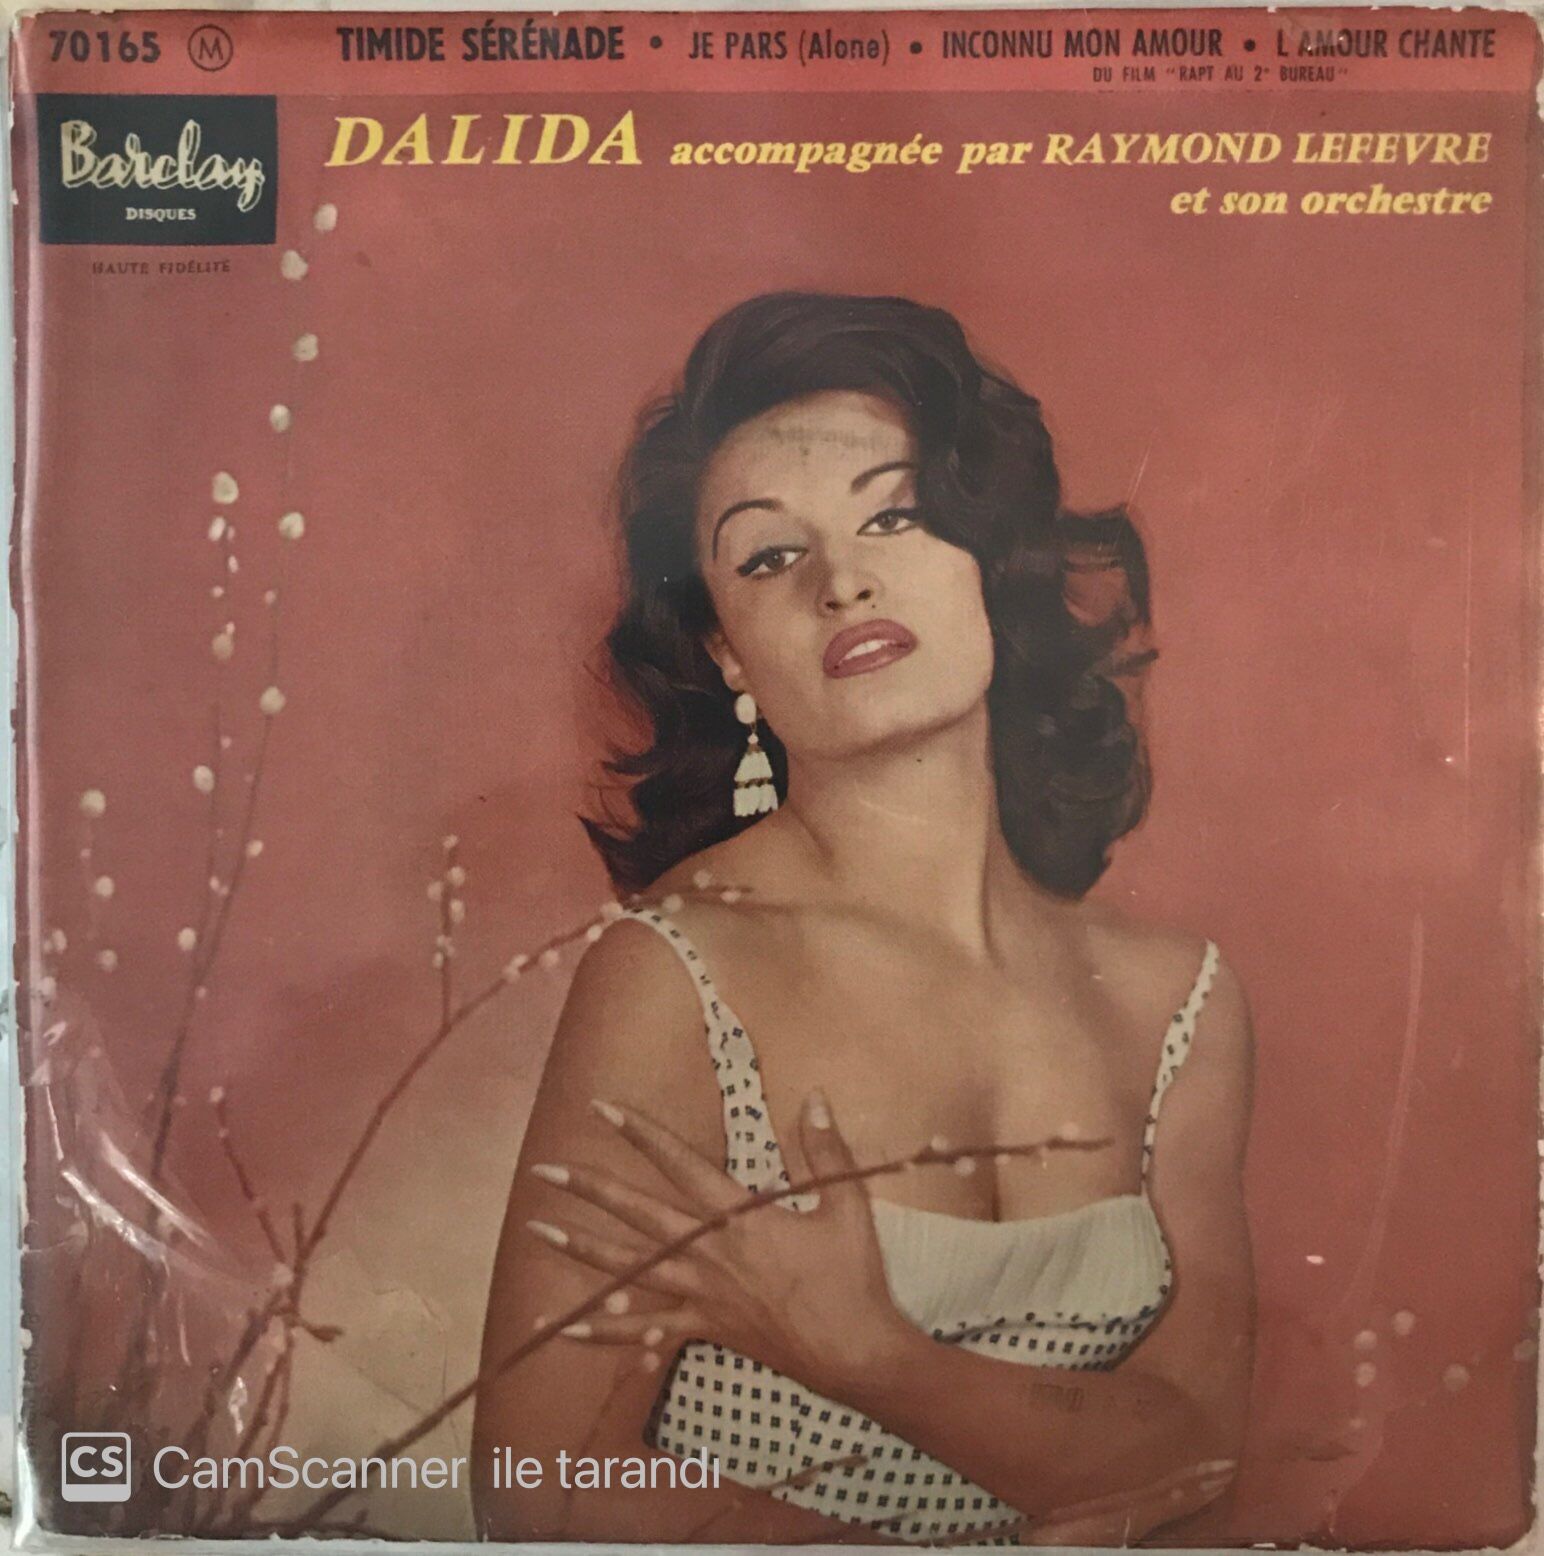 70165 M TIMIDE SÉRÉNADE • JE PARS (Alone) • INCONNU MON AMOUR • L'AMOUR CHANTE
DU FILM "RAPT AU 2e BUREAU"
Barclay
DISQUES
HAUTE FIDÉLITÉ
DALIDA accompagnée par RAYMOND LEFEVRE
et son orchestre
CS CamScanner ile tarandı